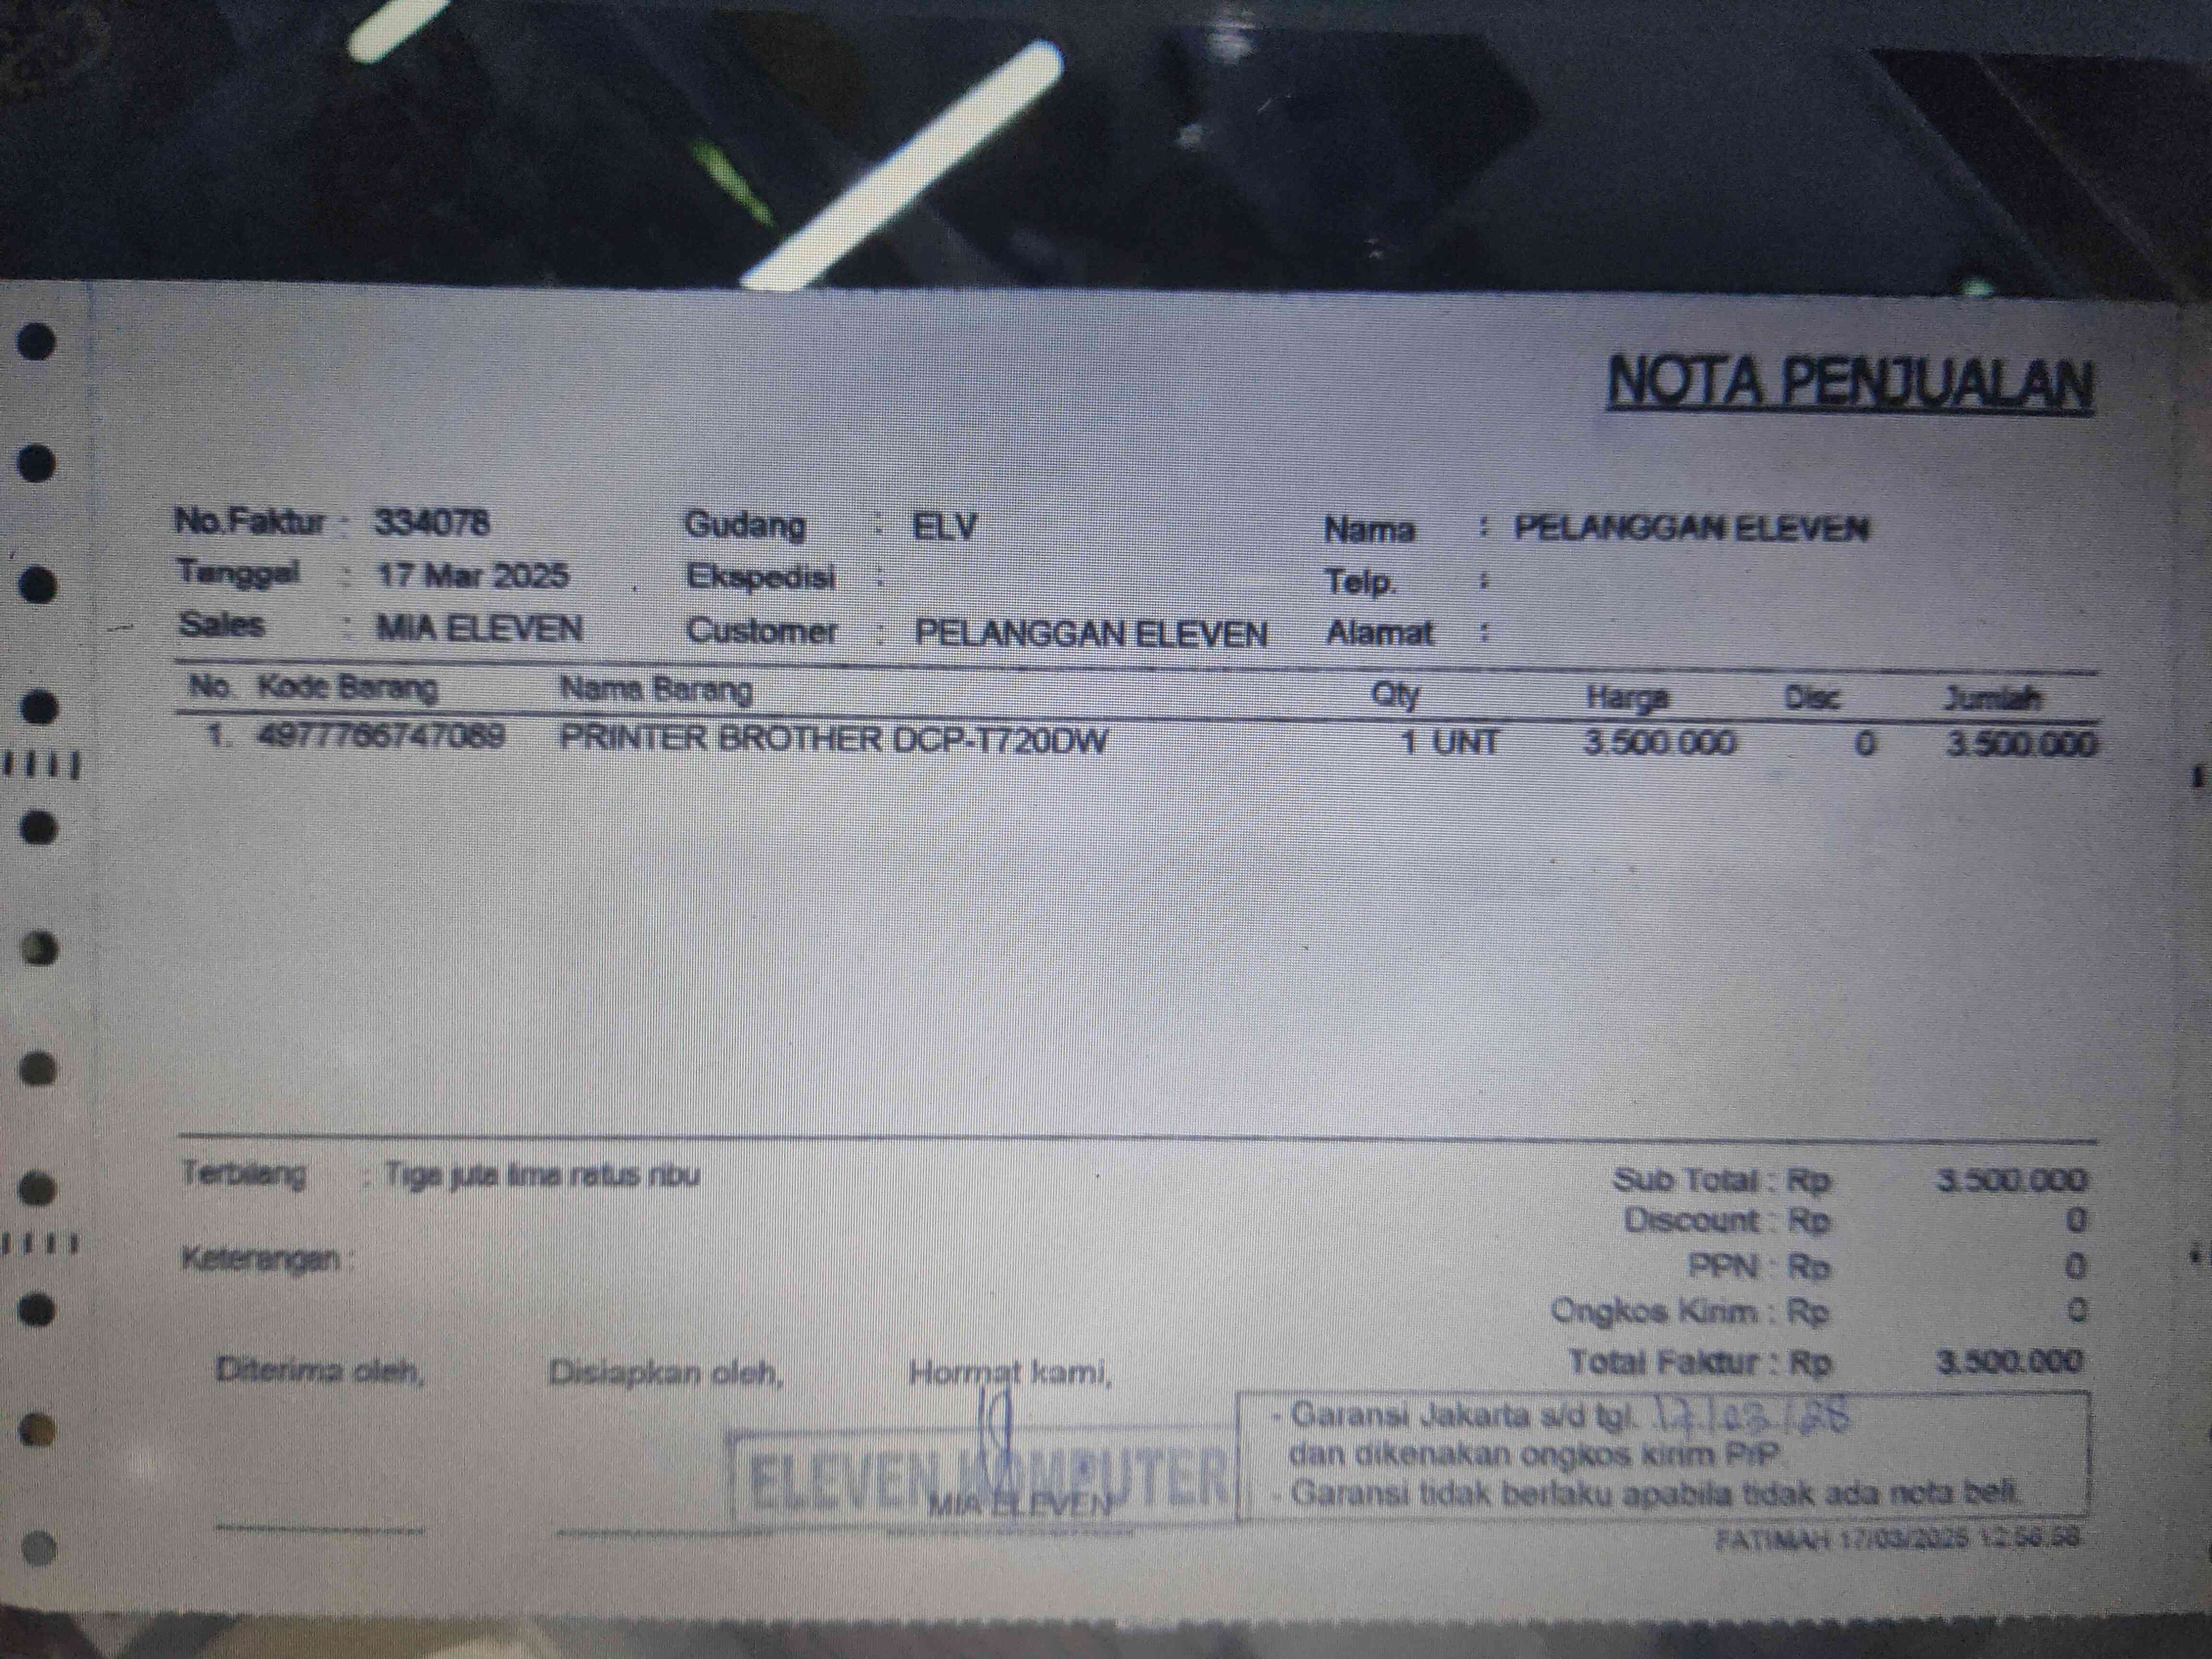 NOTA PENJUALAN
No.Faktur : 334078 Gudang : ELV Nama : PELANGGAN ELEVEN
Tanggal : 17 Mar 2025 Ekspedisi : Telp. :
Sales : MIA ELEVEN Customer : PELANGGAN ELEVEN Alamat :
No. Kode Barang Nama Barang Qty Harga Disc Jumlah
1. 4977766747089 PRINTER BROTHER DCP-T720DW 1 UNT 3.500.000 0 3.500.000
Terbilang : Tiga juta lima ratus ribu Sub Total : Rp 3.500.000
Discount : Rp 0
Keterangan : PPN : Rp 0
Ongkos Kirim : Rp 0
Total Faktur : Rp 3.500.000
Diterima oleh, Disiapkan oleh, Hormat kami,
ELEVEN KOMPUTER
MIA ELEVEN
- Garansi Jakarta s/d tgl.
dan dikenakan ongkos kirim P/P.
- Garansi tidak berlaku apabila tidak ada nota beli.
FATIMAH 17/03/2025